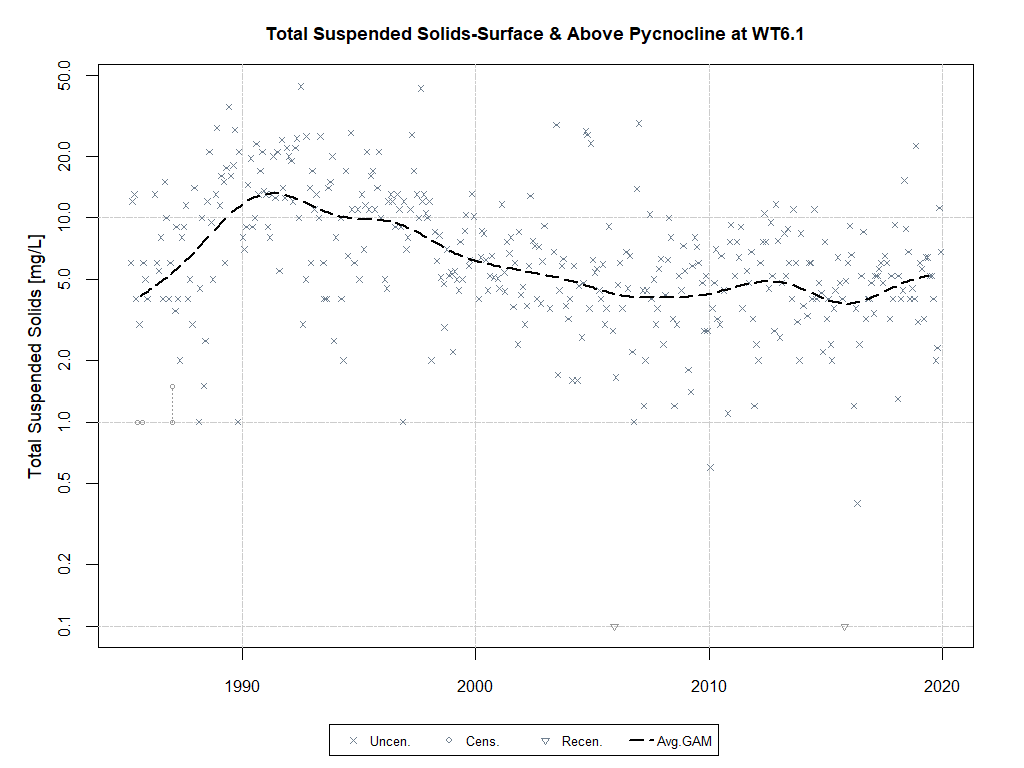 Total Suspended Solids-Surface & Above Pycnocline at WT6.1
Total Suspended Solids [mg/L]
50.0
20.0
10.0
5.0
2.0
1.0
0.5
0.2
0.1
1990 2000 2010 2020
Uncen. Cens. Recen. Avg.GAM